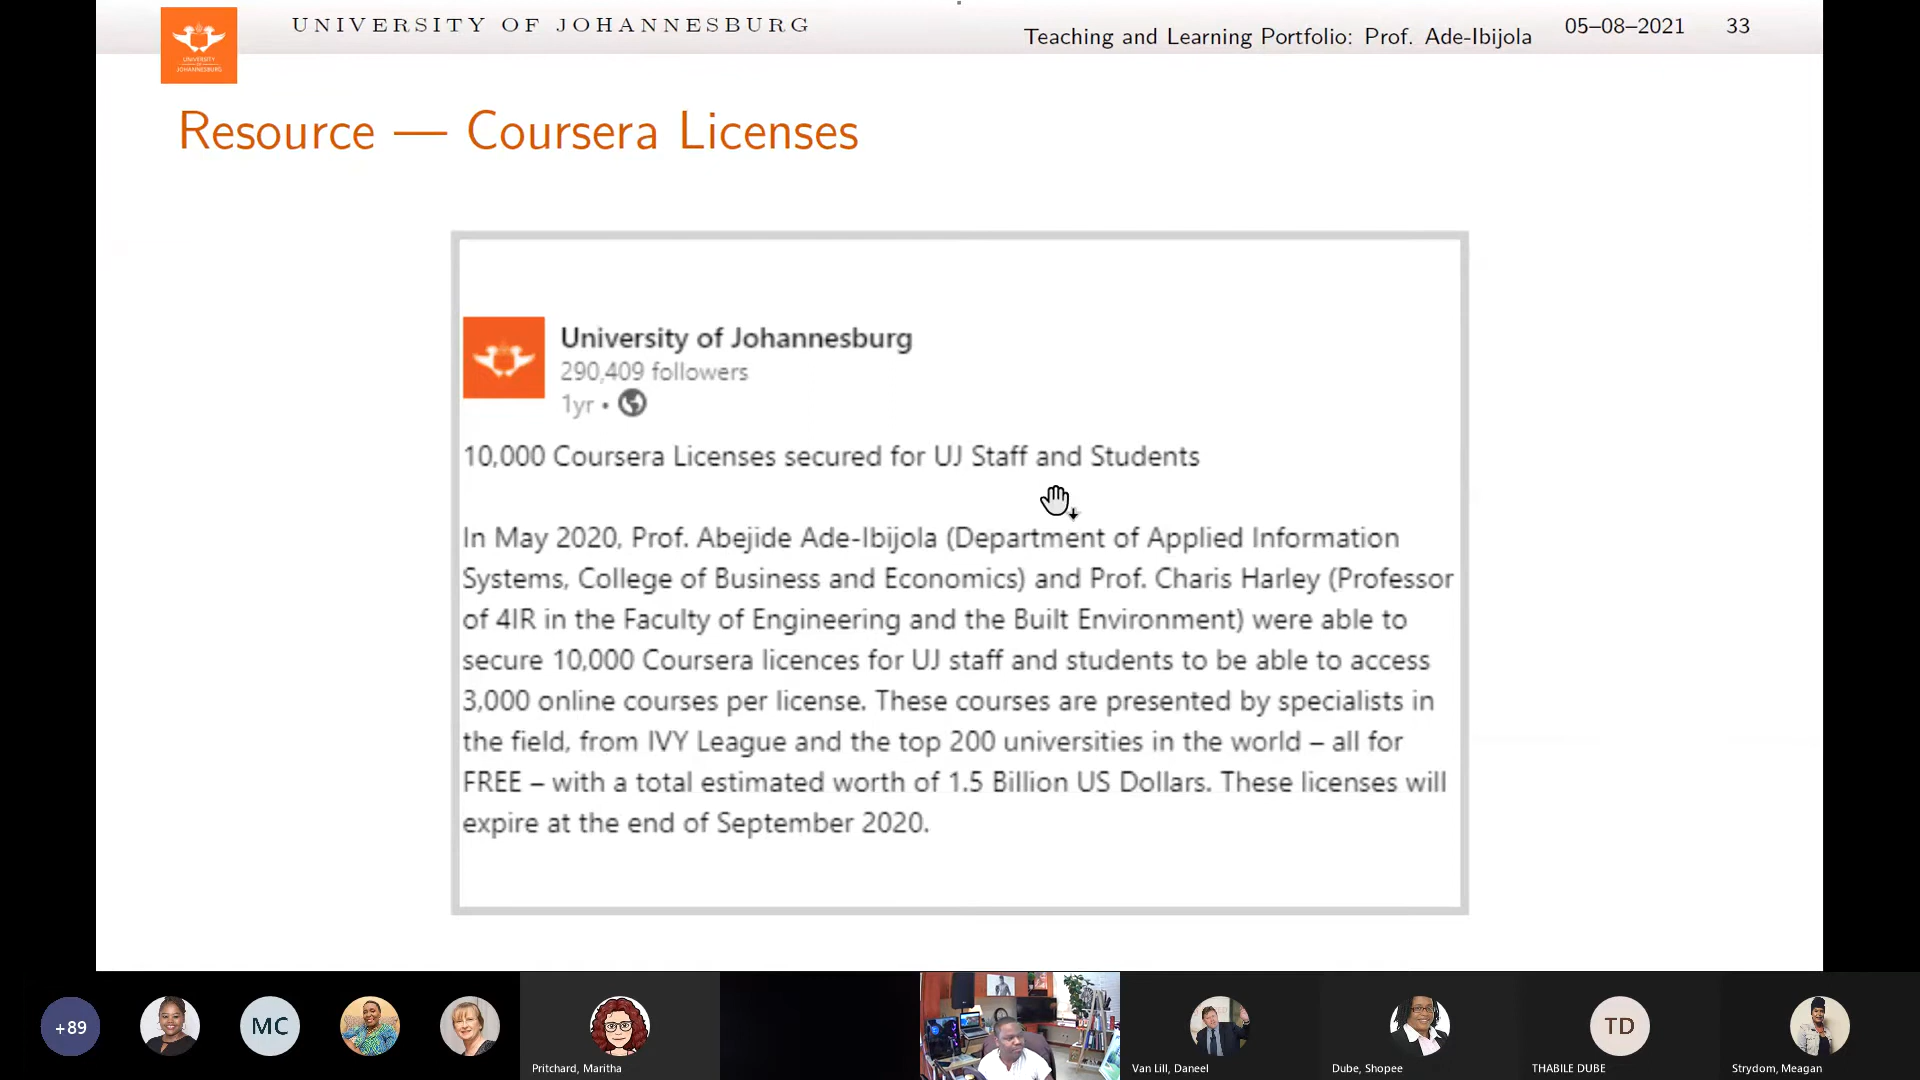 UNIVERSITY OF JOHANNESBURG
Teaching and Learning Portfolio: Prof. Ade-Ibijola
05–08–2021
33
UNIVERSITY
OF
JOHANNESBURG
Resource — Coursera Licenses
University of Johannesburg
290,409 followers
1yr •
10,000 Coursera Licenses secured for UJ Staff and Students
In May 2020, Prof. Abejide Ade-Ibijola (Department of Applied Information
Systems, College of Business and Economics) and Prof. Charis Harley (Professor
of 4IR in the Faculty of Engineering and the Built Environment) were able to
secure 10,000 Coursera licences for UJ staff and students to be able to access
3,000 online courses per license. These courses are presented by specialists in
the field, from IVY League and the top 200 universities in the world – all for
FREE – with a total estimated worth of 1.5 Billion US Dollars. These licenses will
expire at the end of September 2020.
+89
MC
TD
Pritchard, Maritha
Van Lill, Daneel
Dube, Shopee
THABILE DUBE
Strydom, Meagan